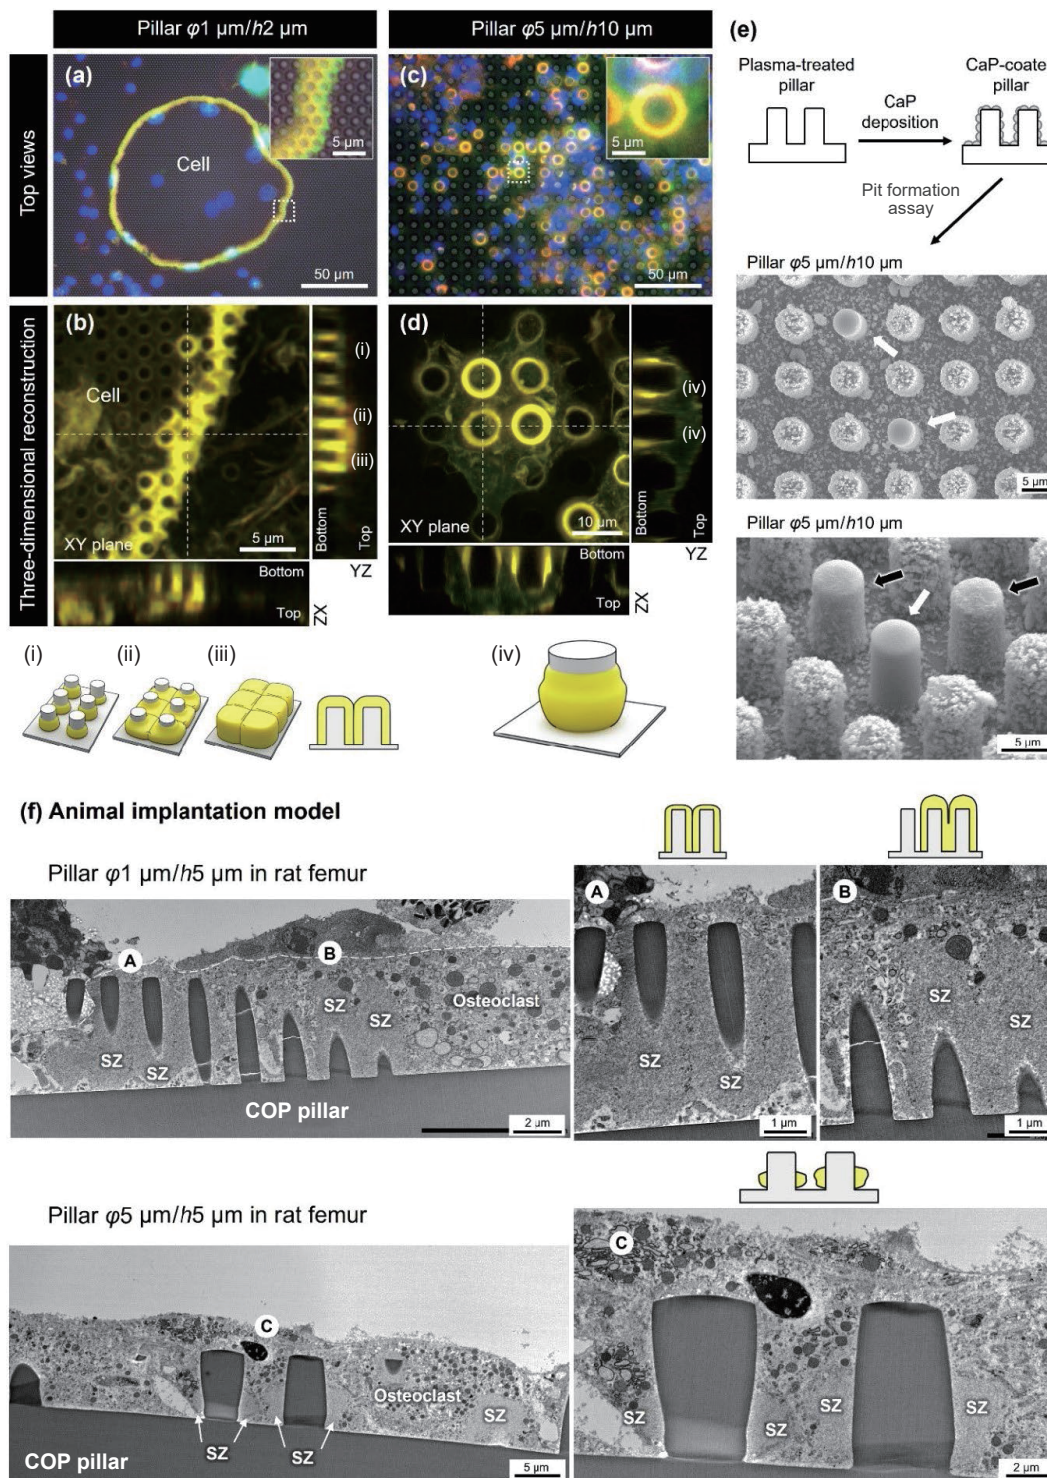 Pillar φ1 μm/h2 μm
Pillar φ5 μm/h10 μm
Top views
(a)
Cell
5 μm
50 μm
(c)
5 μm
50 μm
Three-dimensional reconstruction
(b)
Cell
XY plane
5 μm
(i)
(ii)
(iii)
Bottom
Top
YZ
Bottom
Top
ZX
(d)
XY plane
10 μm
(iv)
(iv)
Bottom
Top
YZ
Bottom
Top
ZX
(i)
(ii)
(iii)
(iv)
(e)
Plasma-treated
pillar
CaP
deposition
CaP-coated
pillar
Pit formation
assay
Pillar φ5 μm/h10 μm
5 μm
Pillar φ5 μm/h10 μm
5 μm
(f) Animal implantation model
Pillar φ1 μm/h5 μm in rat femur
A
B
SZ
SZ
SZ
SZ
Osteoclast
COP pillar
2 μm
A
SZ
SZ
1 μm
B
SZ
SZ
1 μm
Pillar φ5 μm/h5 μm in rat femur
C
Osteoclast
SZ
SZ
SZ
COP pillar
5 μm
C
SZ
SZ
SZ
SZ
2 μm